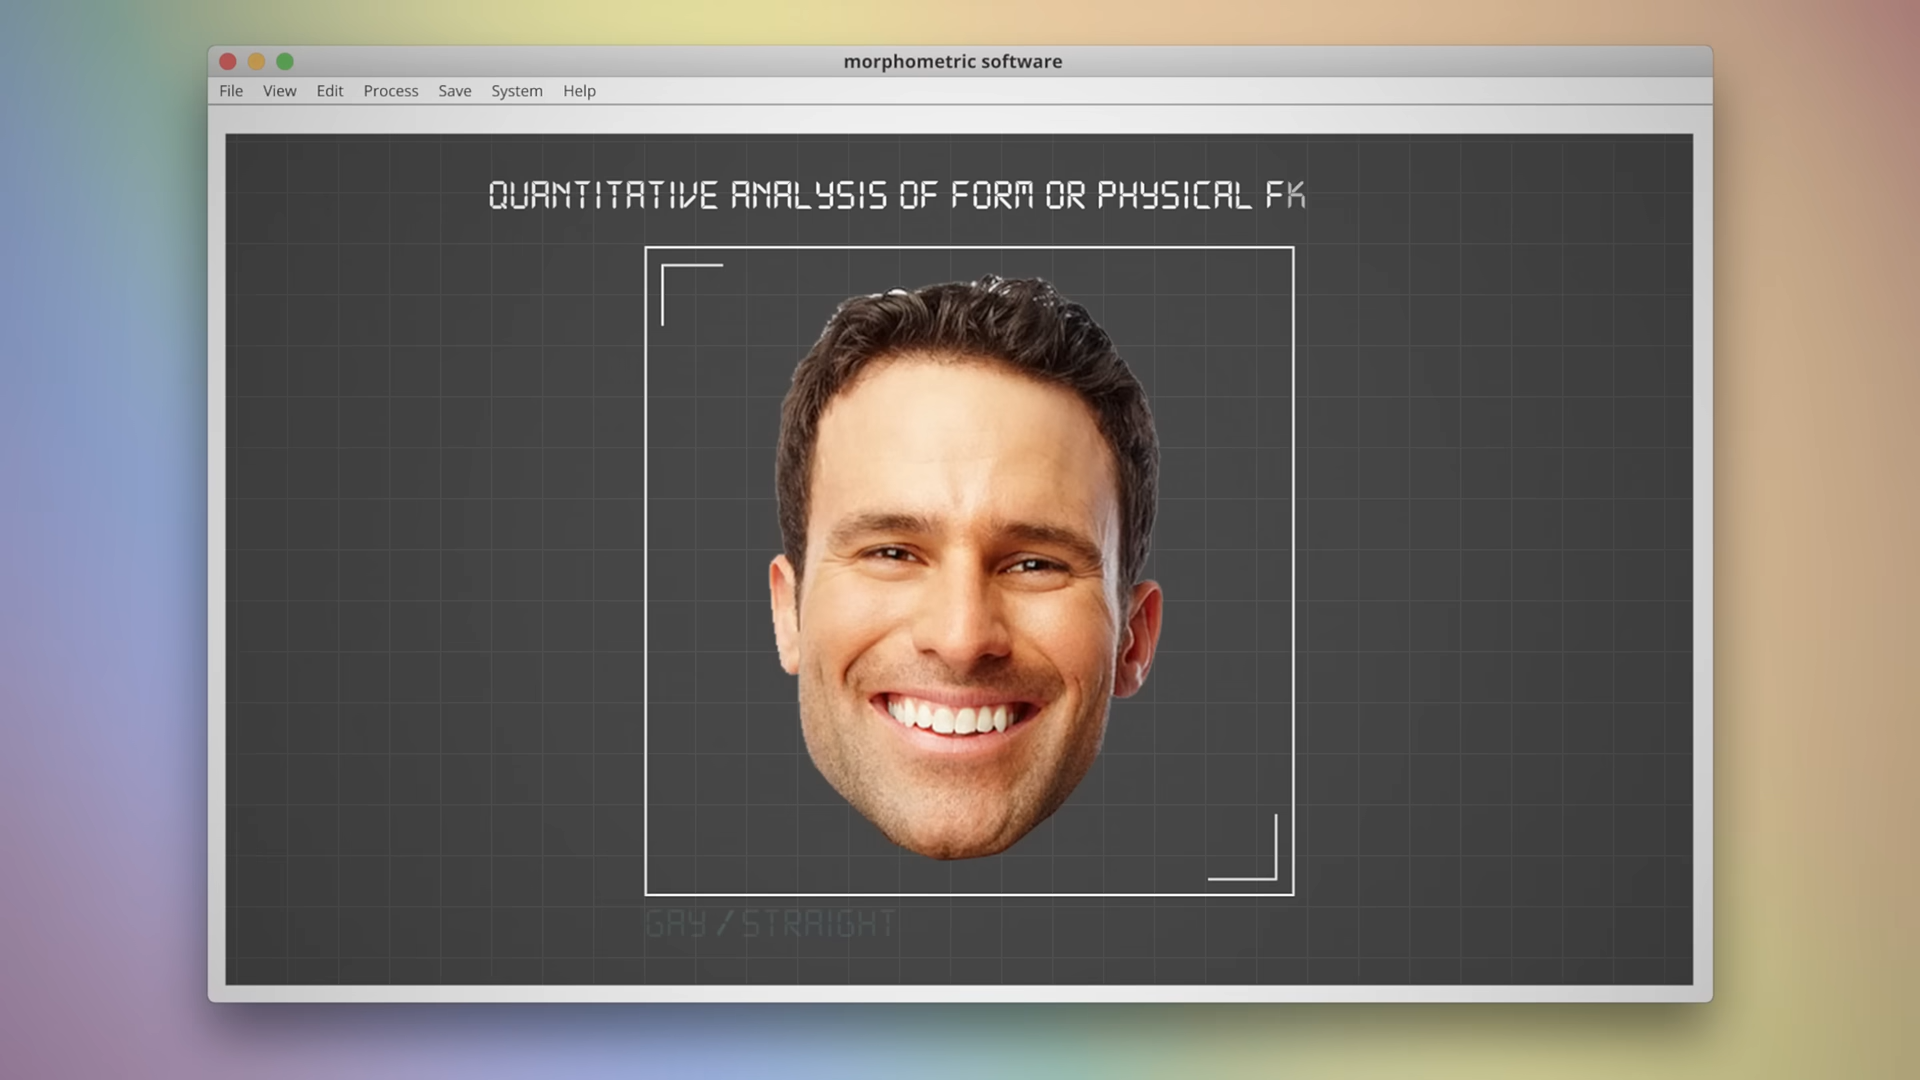 morphometric software
File View Edit Process Save System Help
QUANTITATIVE ANALYSIS OF FORM OR PHYSICAL FK
GAY / STRAIGHT